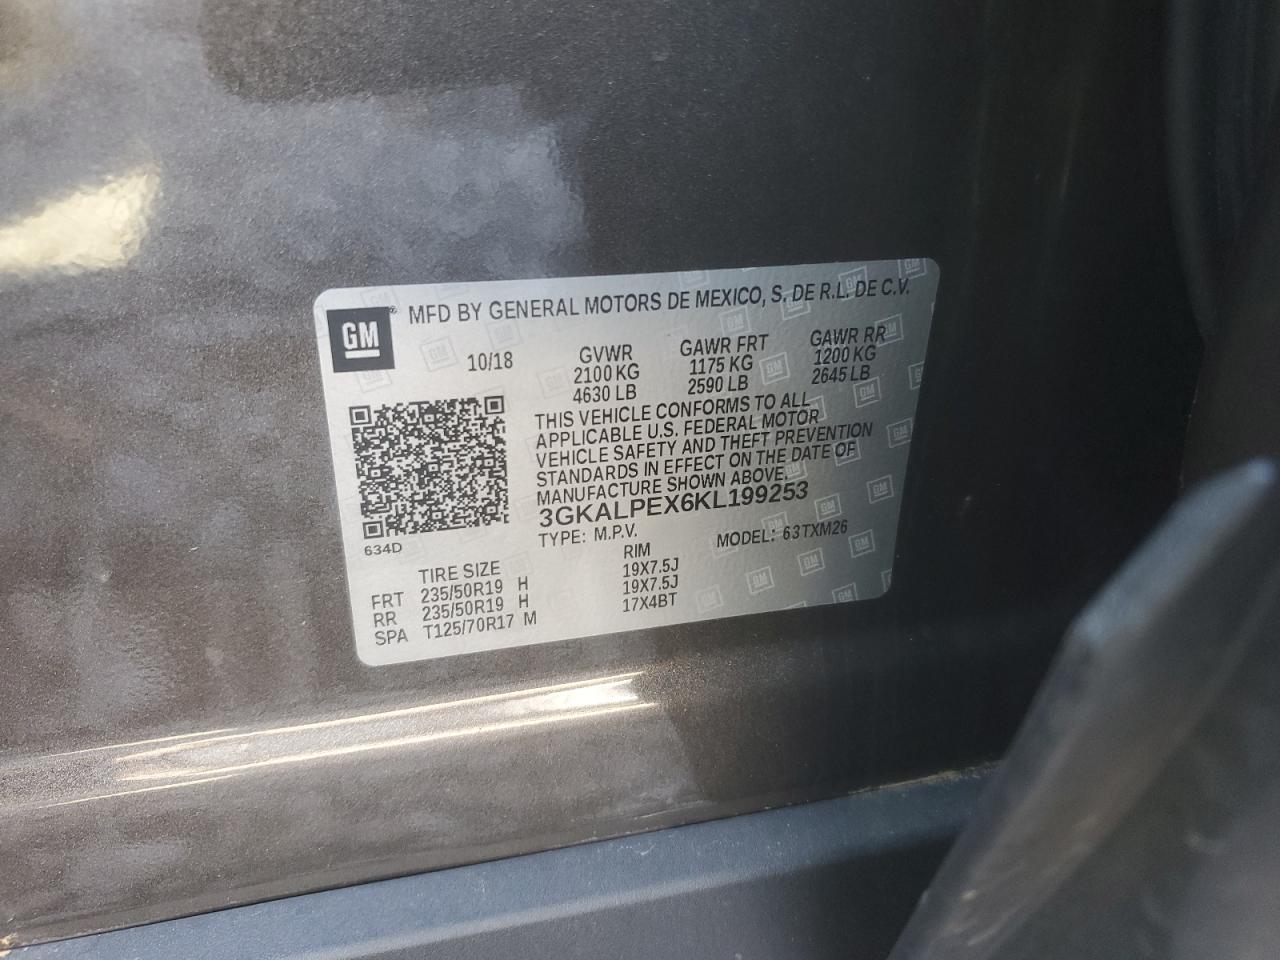 GM
® MFD BY GENERAL MOTORS DE MEXICO, S. DE R.L. DE C.V.
10/18
GVWR
2100 KG
4630 LB
GAWR FRT
1175 KG
2590 LB
GAWR RR
1200 KG
2645 LB
THIS VEHICLE CONFORMS TO ALL
APPLICABLE U.S. FEDERAL MOTOR
VEHICLE SAFETY AND THEFT PREVENTION
STANDARDS IN EFFECT ON THE DATE OF
MANUFACTURE SHOWN ABOVE.
3GKALPEX6KL199253
TYPE: M.P.V. MODEL: 63TXM26
634D
TIRE SIZE RIM
FRT 235/50R19 H 19X7.5J
RR 235/50R19 H 19X7.5J
SPA T125/70R17 M 17X4BT